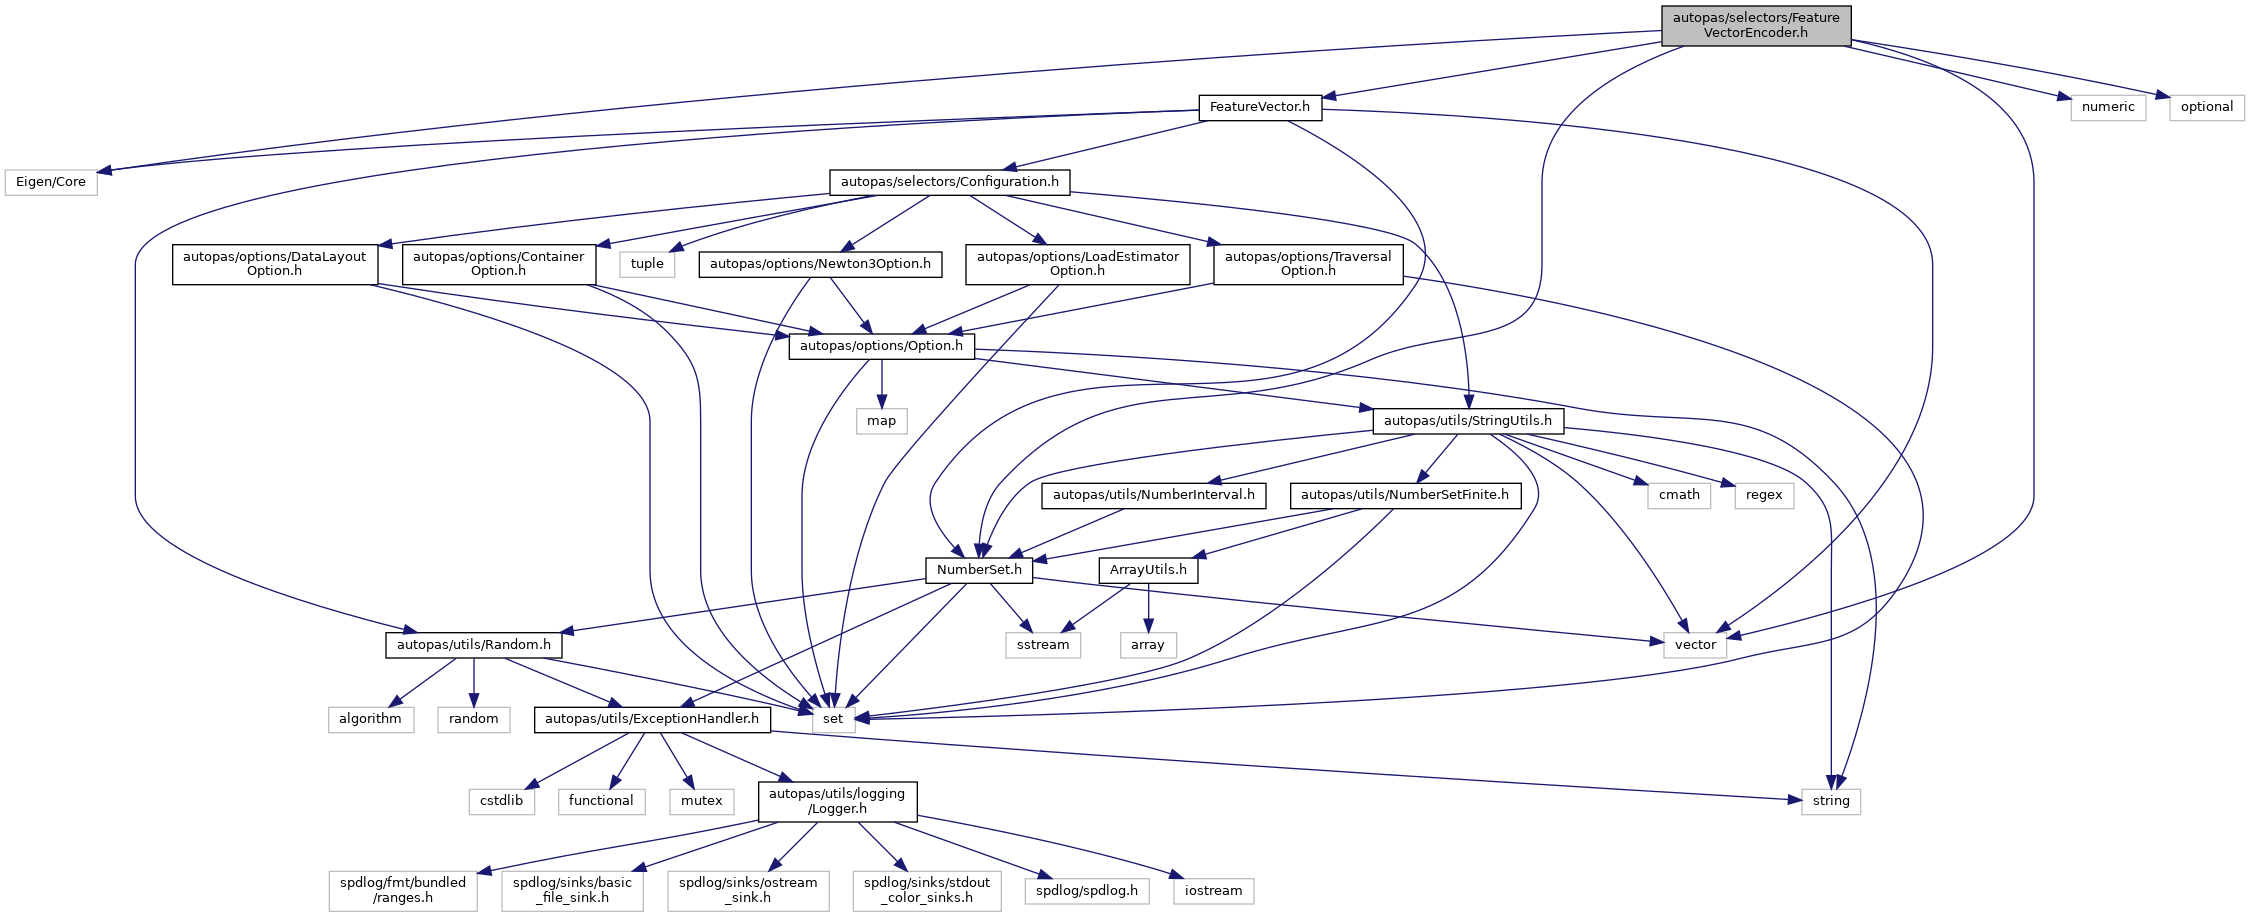 autopas/selectors/Feature
VectorEncoder.h
FeatureVector.h
numeric
optional
Eigen/Core
autopas/selectors/Configuration.h
autopas/options/DataLayout
Option.h
autopas/options/Container
Option.h
tuple
autopas/options/Newton3Option.h
autopas/options/LoadEstimator
Option.h
autopas/options/Traversal
Option.h
autopas/options/Option.h
map
autopas/utils/StringUtils.h
autopas/utils/NumberInterval.h
autopas/utils/NumberSetFinite.h
cmath
regex
NumberSet.h
ArrayUtils.h
autopas/utils/Random.h
sstream
array
vector
algorithm
random
autopas/utils/ExceptionHandler.h
set
cstdlib
functional
mutex
autopas/utils/logging
/Logger.h
string
spdlog/fmt/bundled
/ranges.h
spdlog/sinks/basic
_file_sink.h
spdlog/sinks/ostream
_sink.h
spdlog/sinks/stdout
_color_sinks.h
spdlog/spdlog.h
iostream